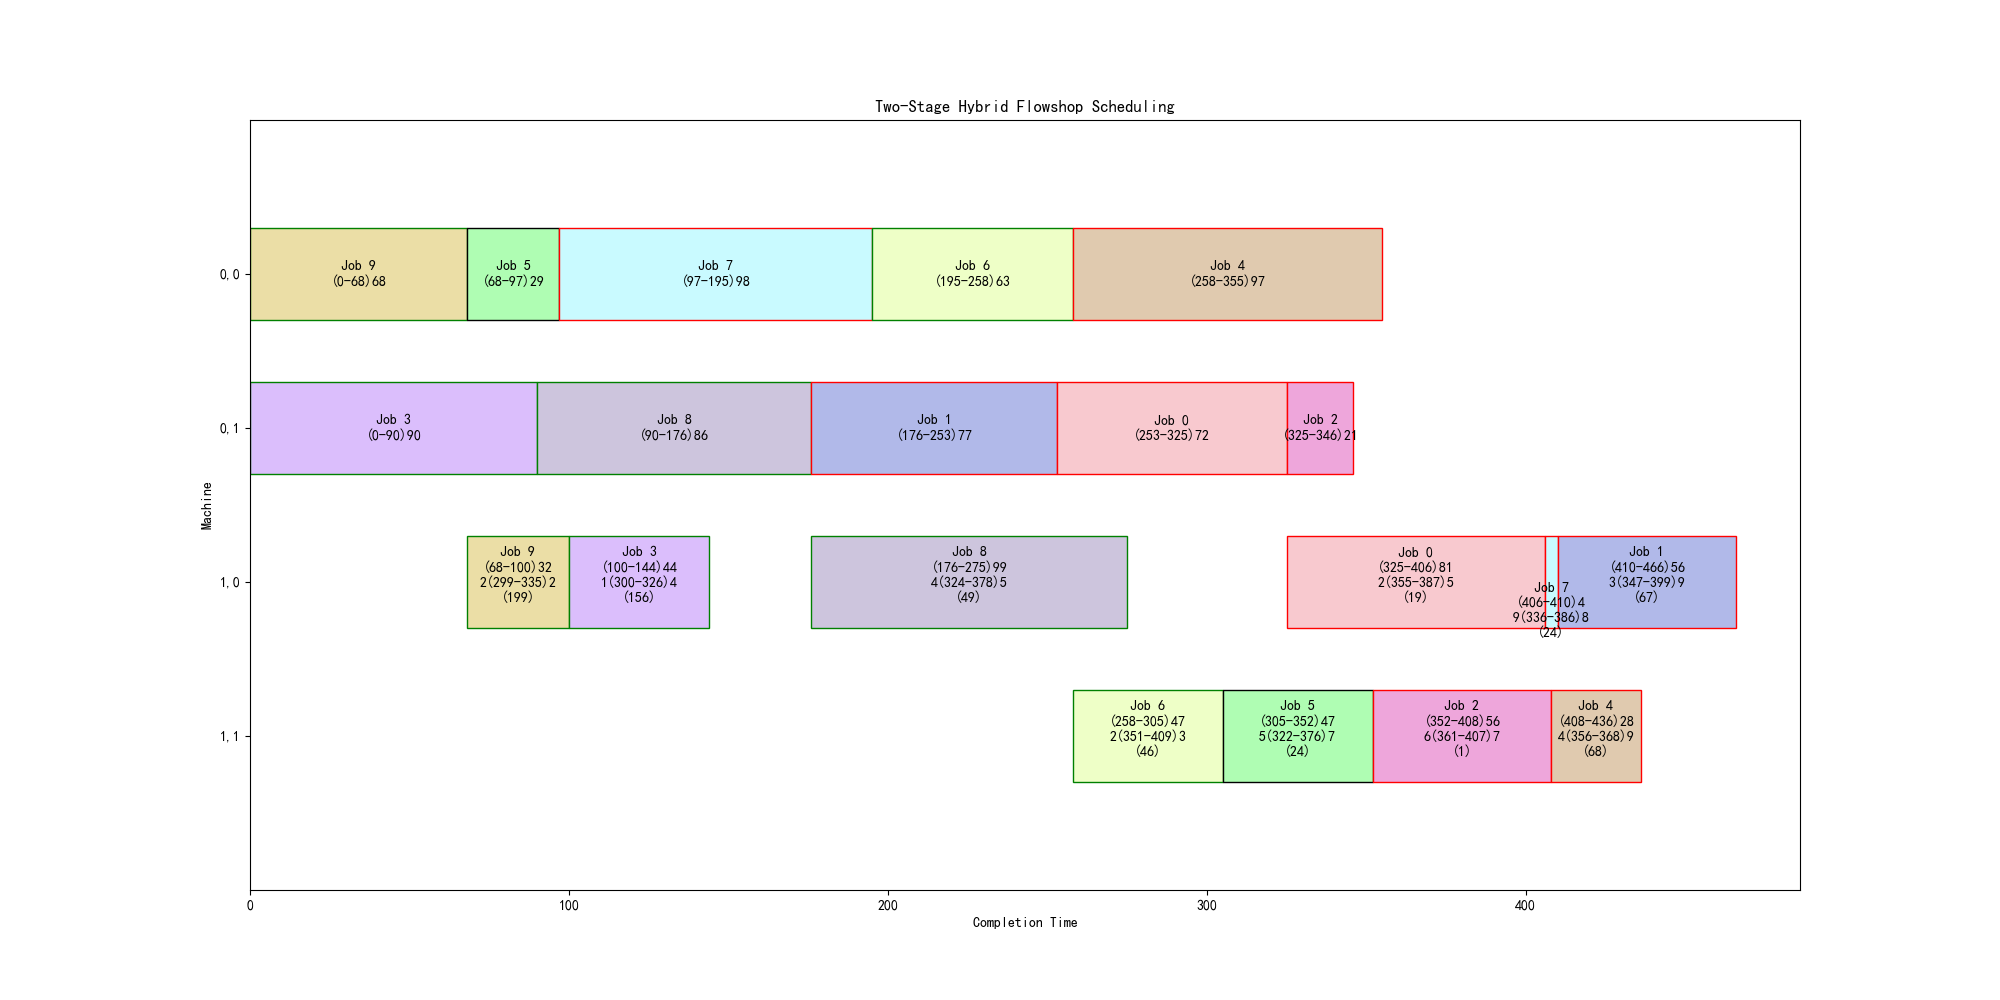 Two-Stage Hybrid Flowshop Scheduling
Machine
0,0
Job 9
(0-68)68
Job 5
(68-97)29
Job 7
(97-195)98
Job 6
(195-258)63
Job 4
(258-355)97
0,1
Job 3
(0-90)90
Job 8
(90-176)86
Job 1
(176-253)77
Job 0
(253-325)72
Job 2
(325-346)21
1,0
Job 9
(68-100)32
2(299-335)2
(199)
Job 3
(100-144)44
1(300-326)4
(156)
Job 8
(176-275)99
4(324-378)5
(49)
Job 0
(325-406)81
2(355-387)5
(19)
Job 7
(406-410)4
9(336-386)8
(24)
Job 1
(410-466)56
3(347-399)9
(67)
1,1
Job 6
(258-305)47
2(351-409)3
(46)
Job 5
(305-352)47
5(322-376)7
(24)
Job 2
(352-408)56
6(361-407)7
(1)
Job 4
(408-436)28
4(356-368)9
(68)
0
100
200
300
400
Completion Time